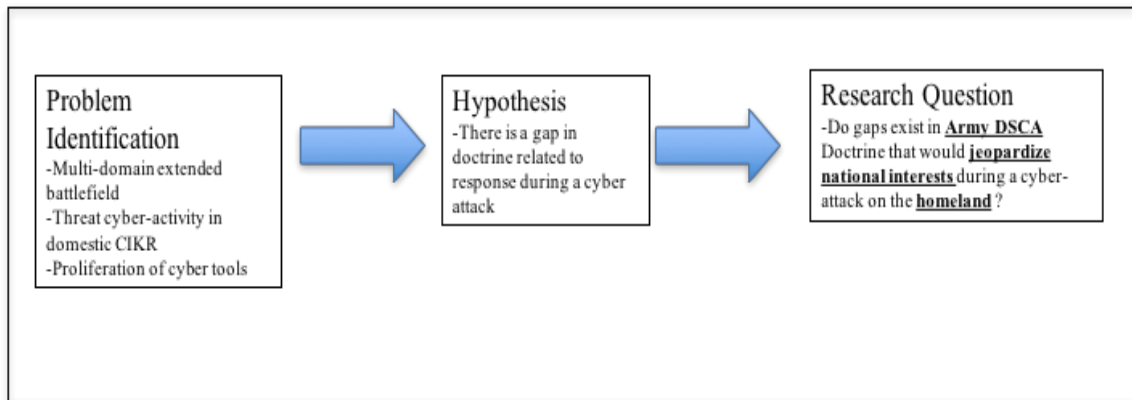 Problem
Identification
-Multi-domain extended
battlefield
-Threat cyber-activity in
domestic CIKR
-Proliferation of cyber tools
Hypothesis
-There is a gap in
doctrine related to
response during a cyber
attack
Research Question
-Do gaps exist in Army DSCA
Doctrine that would jeopardize
national interests during a cyber-
attack on the homeland ?